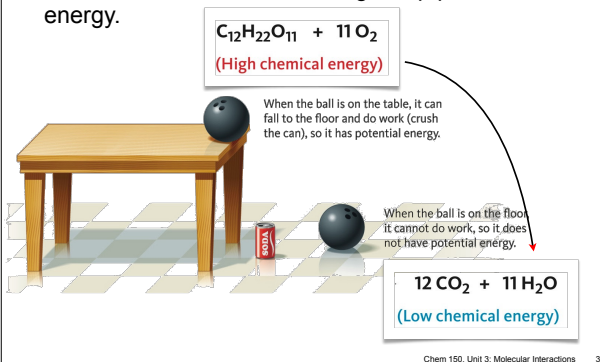 energy.
C₁₂H₂₂O₁₁ + 11 O₂
(High chemical energy)
When the ball is on the table, it can
fall to the floor and do work (crush
the can), so it has potential energy.
SODA
When the ball is on the floor,
it cannot do work, so it does
not have potential energy.
12 CO₂ + 11 H₂O
(Low chemical energy)
Chem 150, Unit 3: Molecular Interactions 3